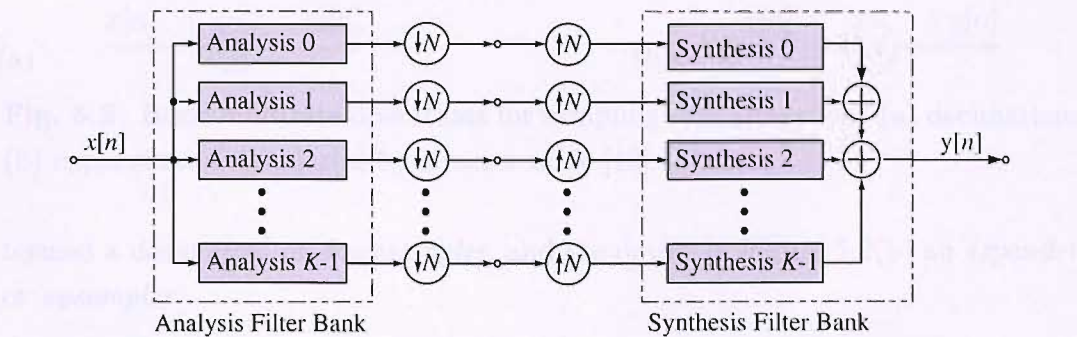 Analysis 0 ↓N ↑N Synthesis 0
Analysis 1 ↓N ↑N Synthesis 1
x[n]
Analysis 2 ↓N ↑N Synthesis 2
y[n]
Analysis K-1 ↓N ↑N Synthesis K-1
Analysis Filter Bank Synthesis Filter Bank